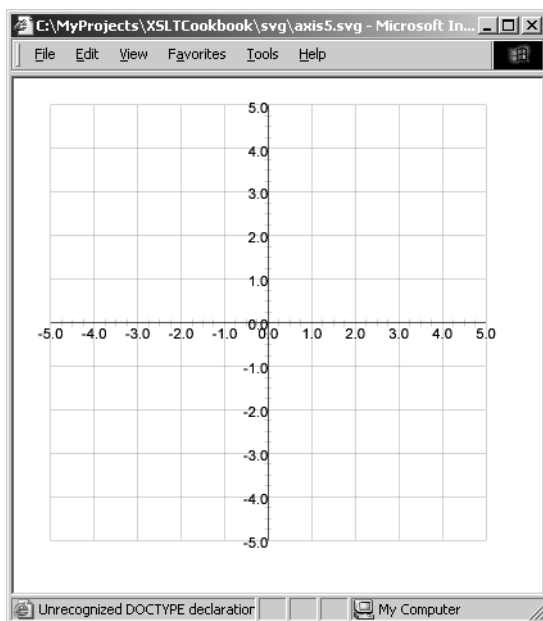 C:\MyProjects\XSLTCookbook\svg\axis5.svg - Microsoft In...
File Edit View Favorites Tools Help
5.0
4.0
3.0
2.0
1.0
0.0
-5.0 -4.0 -3.0 -2.0 -1.0 0.0 1.0 2.0 3.0 4.0 5.0
-1.0
-2.0
-3.0
-4.0
-5.0
Unrecognized DOCTYPE declaration My Computer